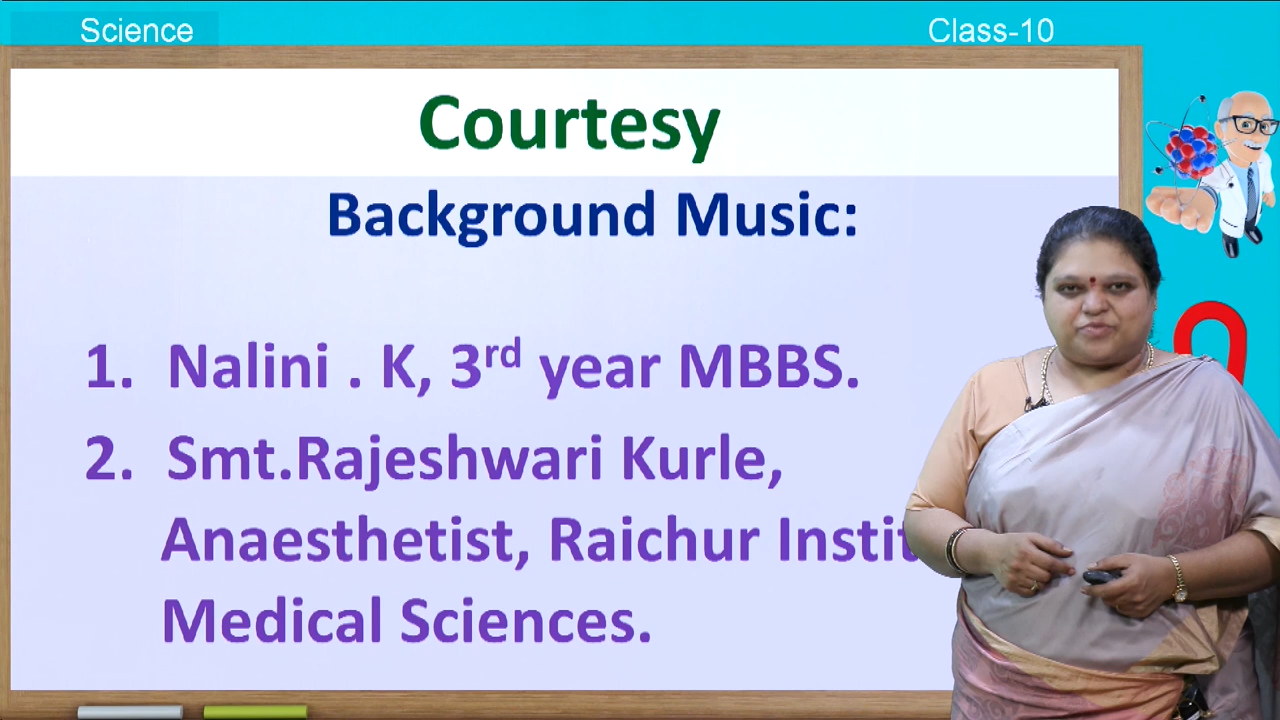 Science
Class-10
Courtesy
Background Music:
1. Nalini . K, 3rd year MBBS.
2. Smt.Rajeshwari Kurle,
Anaesthetist, Raichur
Medical Sciences.